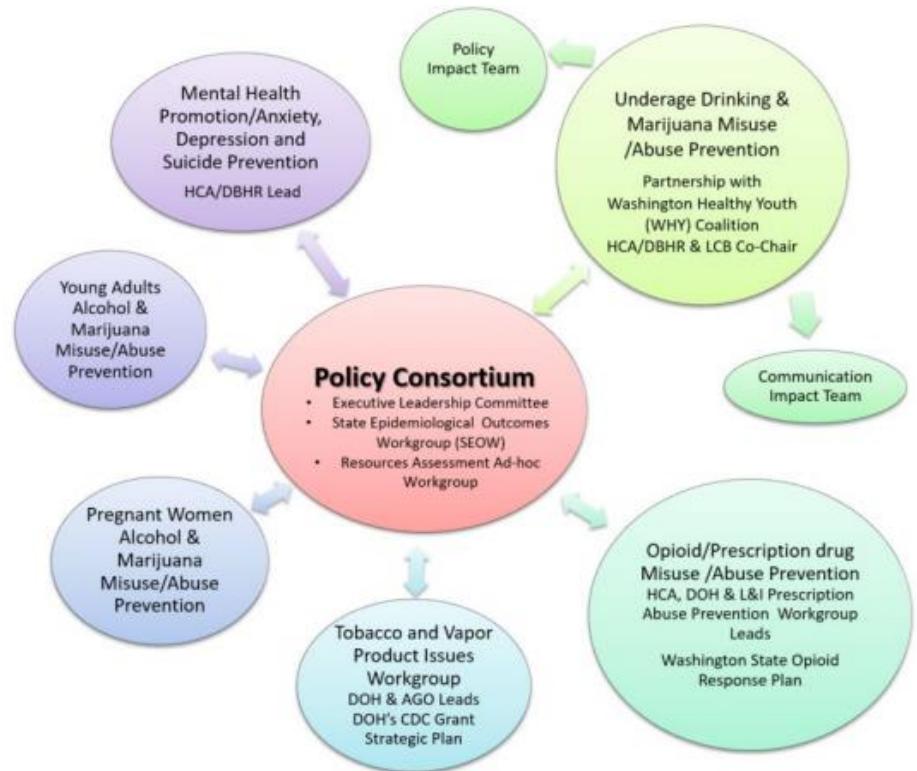 Policy
Impact Team
Mental Health
Promotion/Anxiety,
Depression and
Suicide Prevention
HCA/DBHR Lead
Underage Drinking &
Marijuana Misuse
/Abuse Prevention
Partnership with
Washington Healthy Youth
(WHY) Coalition
HCA/DBHR & LCB Co-Chair
Young Adults
Alcohol &
Marijuana
Misuse/Abuse
Prevention
Policy Consortium
• Executive Leadership Committee
• State Epidemiological Outcomes
Workgroup (SEOW)
• Resources Assessment Ad-hoc
Workgroup
Communication
Impact Team
Pregnant Women
Alcohol &
Marijuana
Misuse/Abuse
Prevention
Tobacco and Vapor
Product Issues
Workgroup
DOH & AGO Leads
DOH's CDC Grant
Strategic Plan
Opioid/Prescription drug
Misuse /Abuse Prevention
HCA, DOH & L&I Prescription
Abuse Prevention Workgroup
Leads
Washington State Opioid
Response Plan